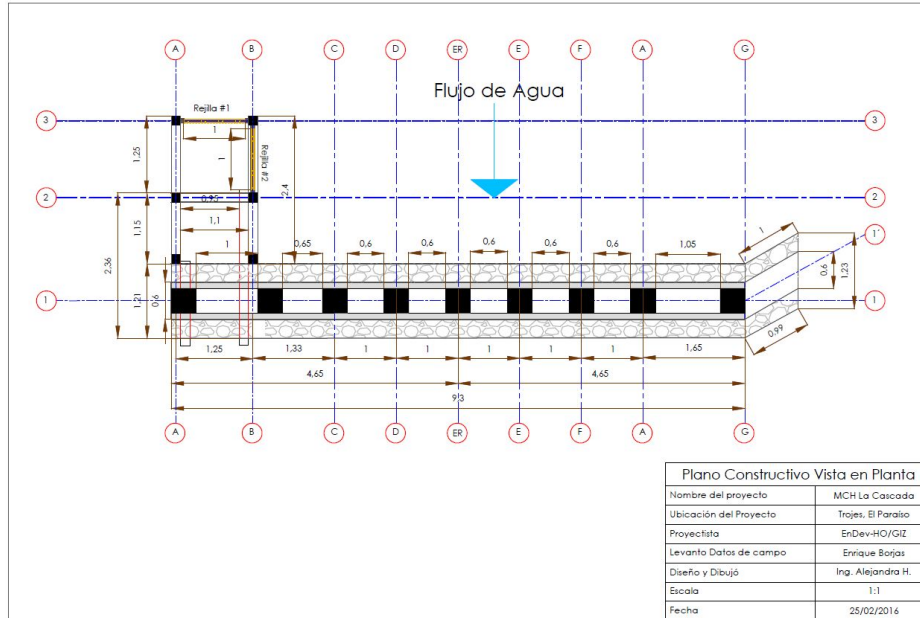 A B C D ER E F A G
Flujo de Agua
Rejilla #1
3 3
1
1,25
1
Rejilla #2
2,4
2 2
0,95
1,1
1,15
2,36
1 0,65 0,6 0,6 0,6 0,6 0,6 1,05
1
1'
0,6
1,23
1,21
0,6
1 1
0,99
1,25 1,33 1 1 1 1 1 1,65
4,65 4,65
9,3
A B C D ER E F A G
Plano Constructivo Vista en Planta
Nombre del proyecto MCH La Cascada
Ubicación del Proyecto Trojes, El Paraíso
Proyectista EnDev-HO/GIZ
Levanto Datos de campo Enrique Borjas
Diseño y Dibujó Ing. Alejandra H.
Escala 1:1
Fecha 25/02/2016